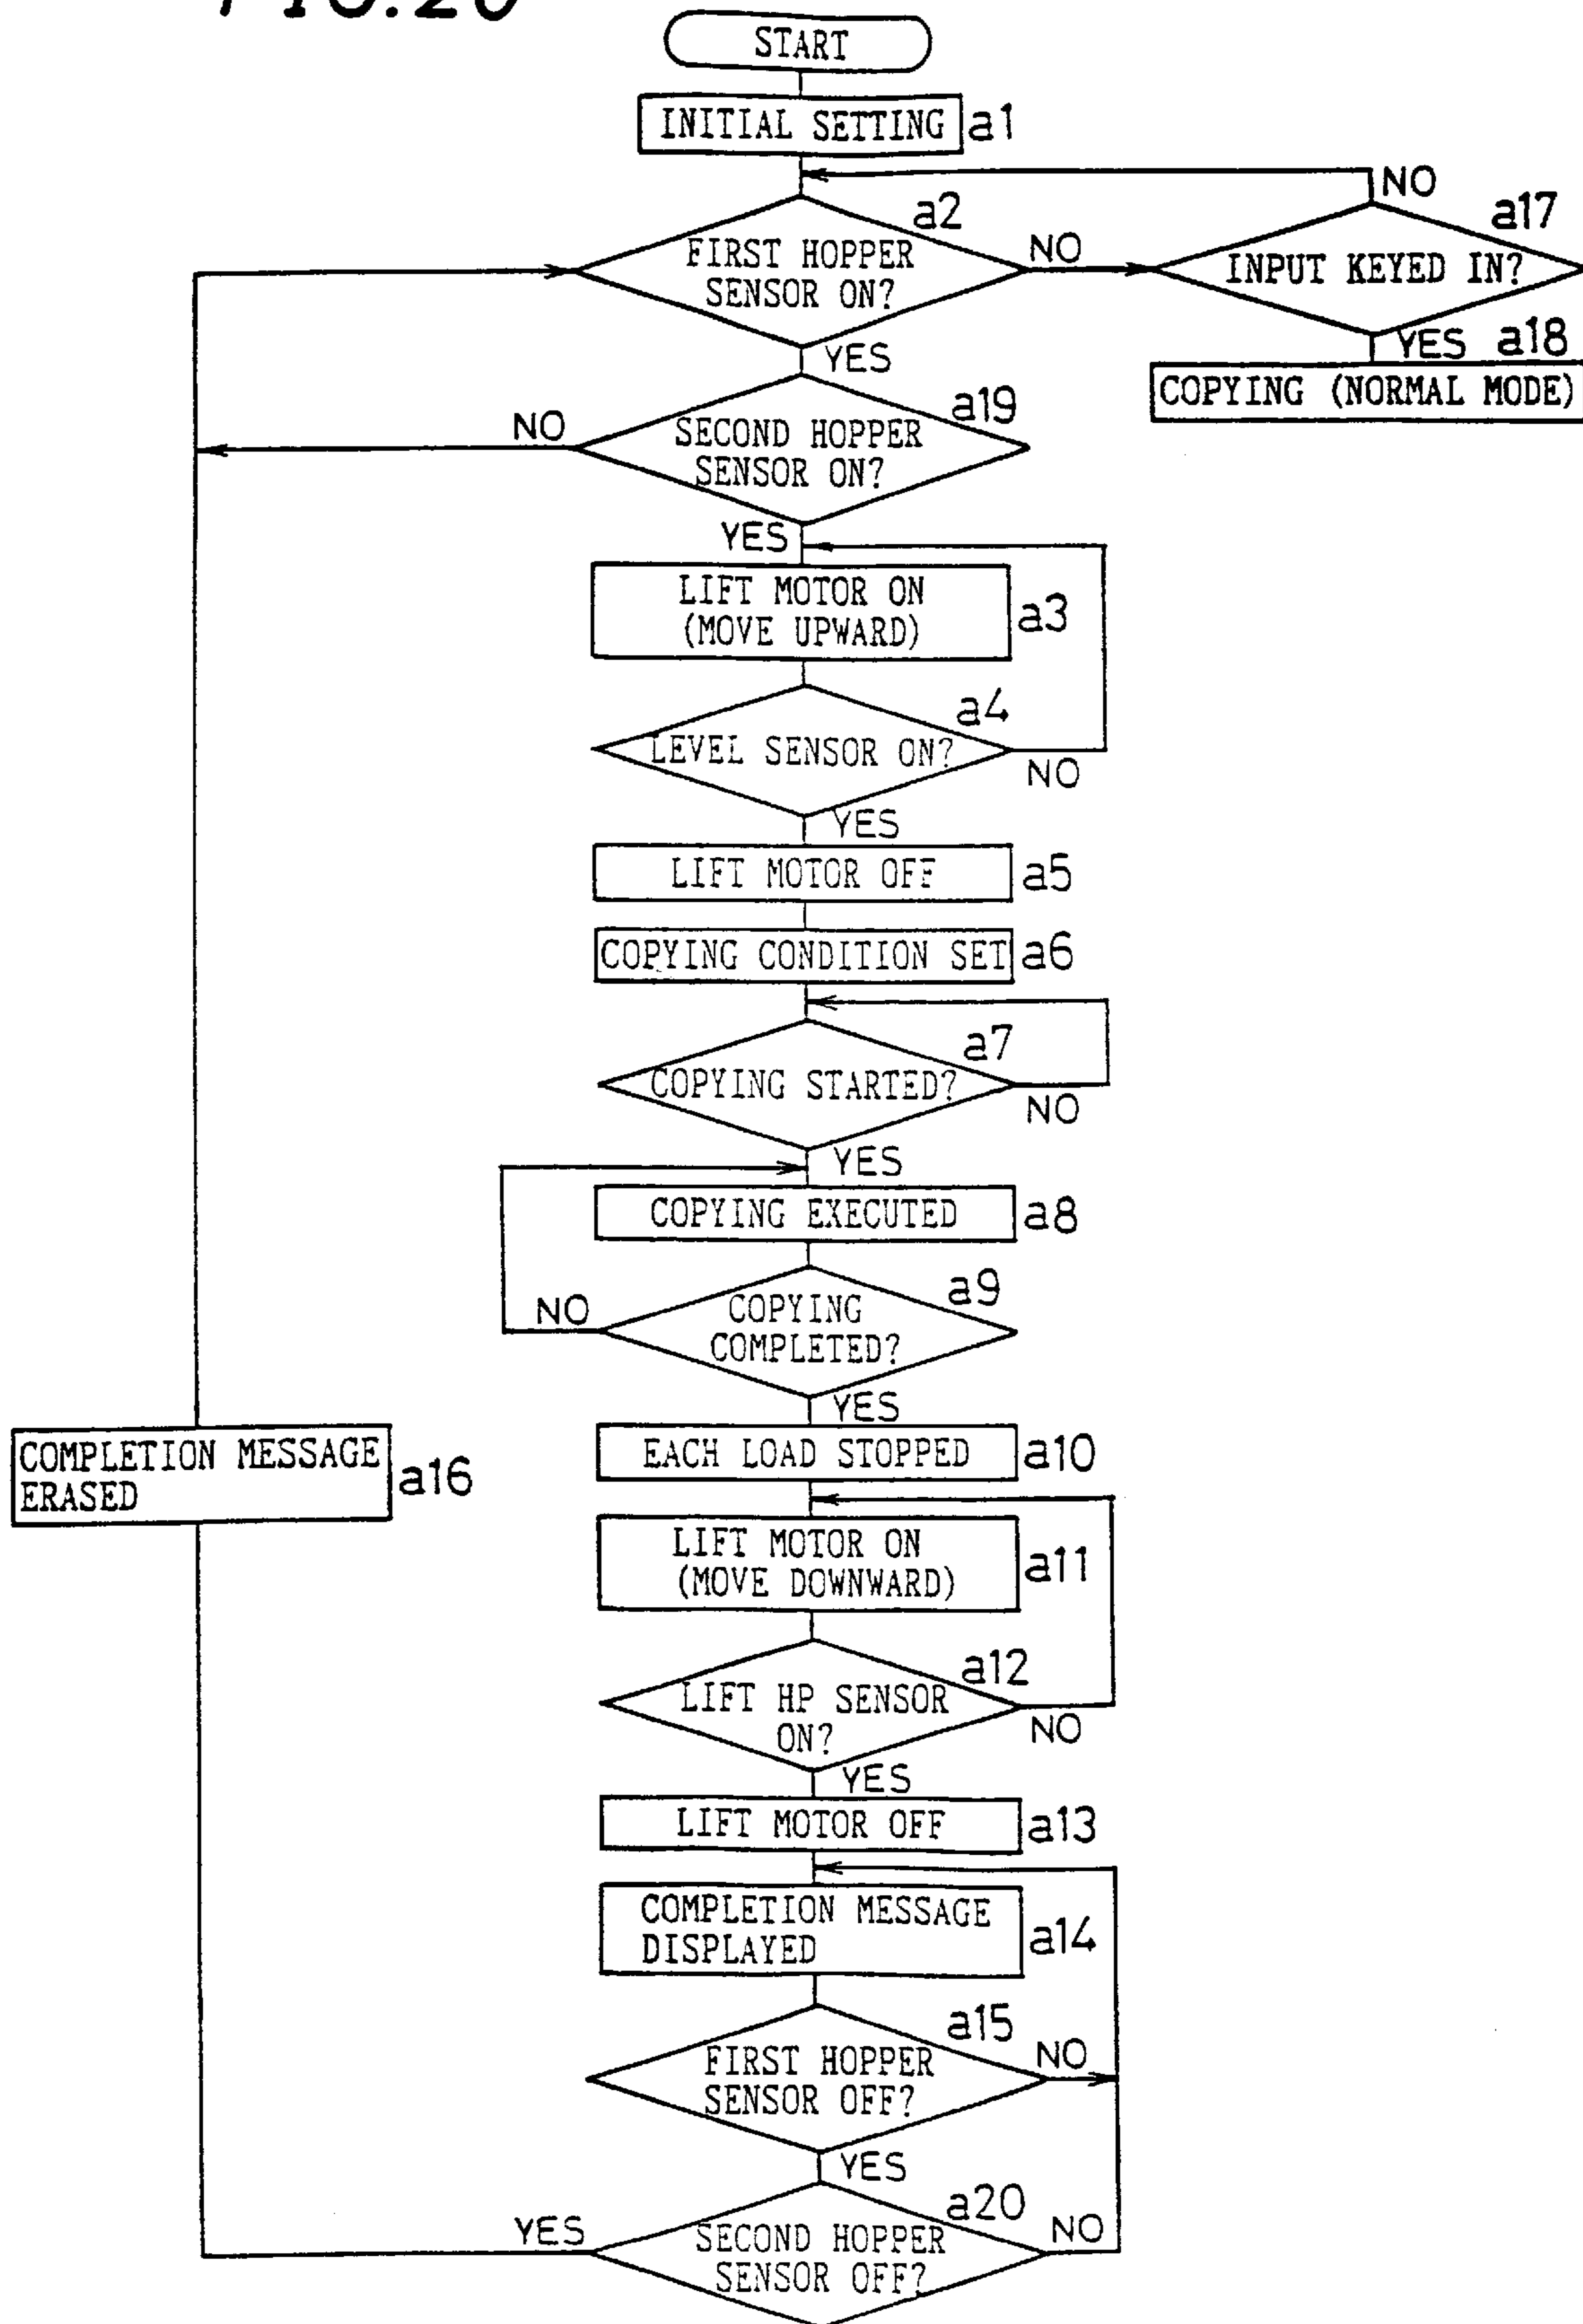 FIG.20
START
INITIAL SETTING a1
NO
a2
a17
FIRST HOPPER
SENSOR ON?
NO
INPUT KEYED IN?
YES
YES a18
COPYING (NORMAL MODE)
a19
NO
SECOND HOPPER
SENSOR ON?
YES
LIFT MOTOR ON
(MOVE UPWARD)
a3
a4
LEVEL SENSOR ON?
NO
YES
LIFT MOTOR OFF a5
COPYING CONDITION SET a6
a7
COPYING STARTED?
NO
YES
COPYING EXECUTED a8
a9
NO
COPYING
COMPLETED?
YES
EACH LOAD STOPPED a10
COMPLETION MESSAGE
ERASED
a16
LIFT MOTOR ON
(MOVE DOWNWARD)
a11
a12
LIFT HP SENSOR
ON?
NO
YES
LIFT MOTOR OFF a13
COMPLETION MESSAGE
DISPLAYED
a14
a15
FIRST HOPPER
SENSOR OFF?
NO
YES
a20
YES
SECOND HOPPER
SENSOR OFF?
NO